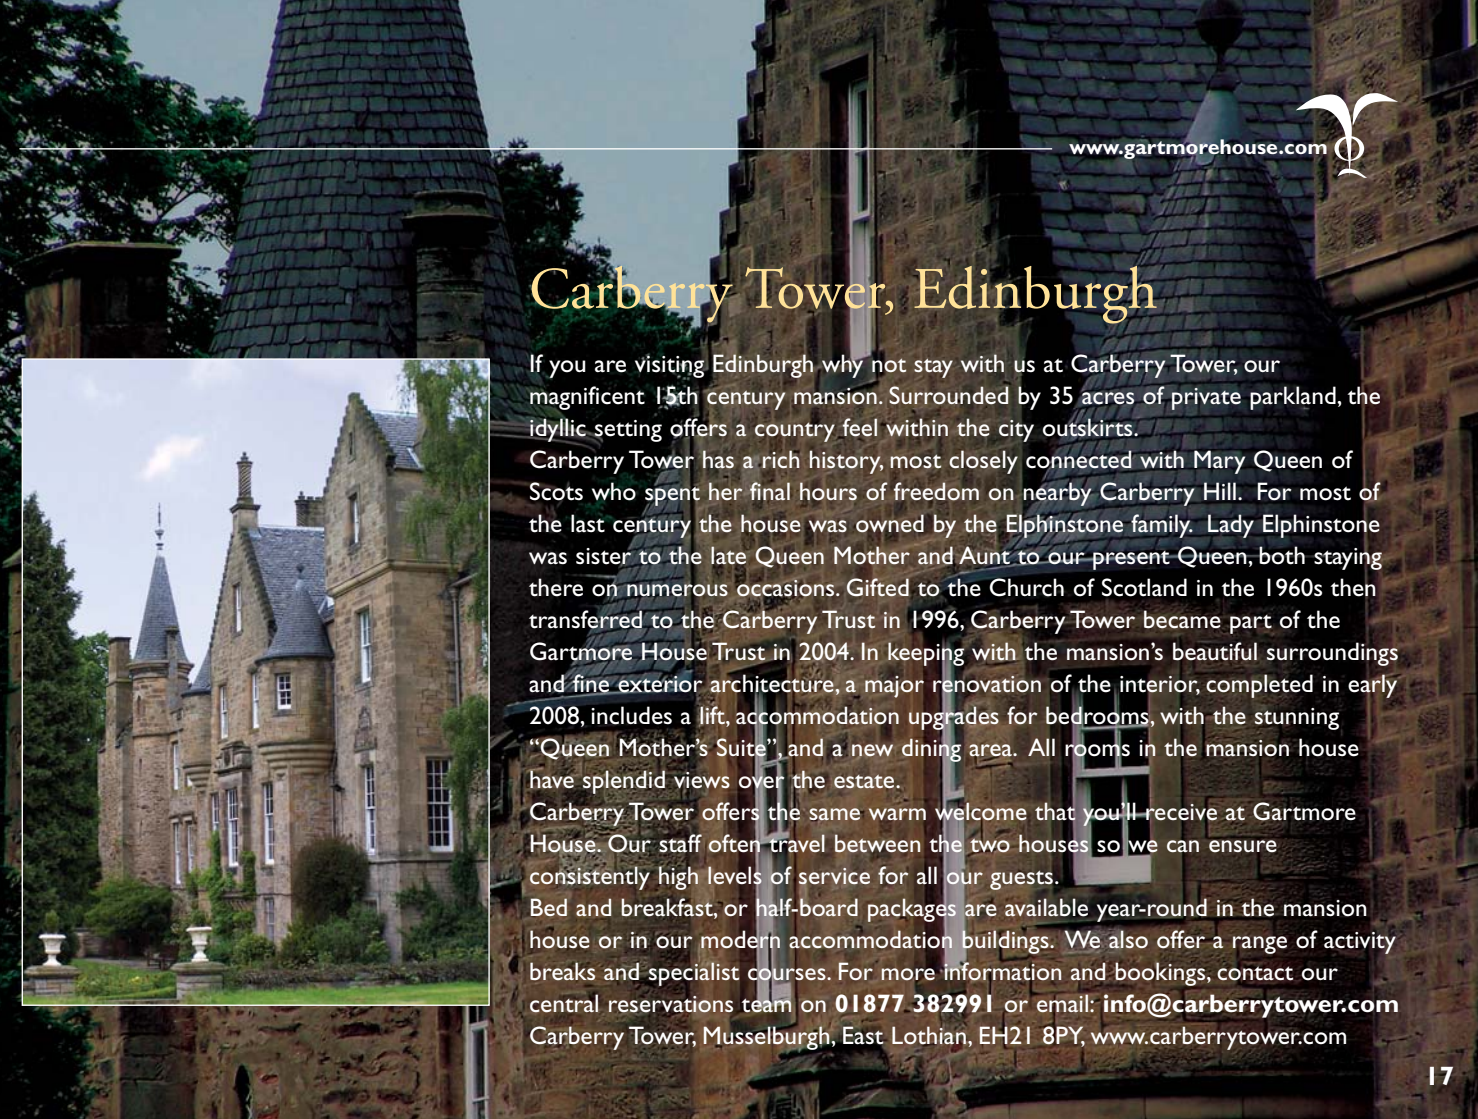 www.gartmorehouse.com
Carberry Tower, Edinburgh
If you are visiting Edinburgh why not stay with us at Carberry Tower, our
magnificent 15th century mansion. Surrounded by 35 acres of private parkland, the
idyllic setting offers a country feel within the city outskirts.
Carberry Tower has a rich history, most closely connected with Mary Queen of
Scots who spent her final hours of freedom on nearby Carberry Hill.  For most of
the last century the house was owned by the Elphinstone family.  Lady Elphinstone
was sister to the late Queen Mother and Aunt to our present Queen, both staying
there on numerous occasions. Gifted to the Church of Scotland in the 1960s then
transferred to the Carberry Trust in 1996, Carberry Tower became part of the
Gartmore House Trust in 2004. In keeping with the mansion’s beautiful surroundings
and fine exterior architecture, a major renovation of the interior, completed in early
2008, includes a lift, accommodation upgrades for bedrooms, with the stunning
“Queen Mother’s Suite”, and a new dining area.  All rooms in the mansion house
have splendid views over the estate.
Carberry Tower offers the same warm welcome that you’ll receive at Gartmore
House. Our staff often travel between the two houses so we can ensure
consistently high levels of service for all our guests.
Bed and breakfast, or half-board packages are available year-round in the mansion
house or in our modern accommodation buildings.  We also offer a range of activity
breaks and specialist courses. For more information and bookings, contact our
central reservations team on 01877 382991 or email: info@carberrytower.com
Carberry Tower, Musselburgh, East Lothian, EH21 8PY, www.carberrytower.com
17